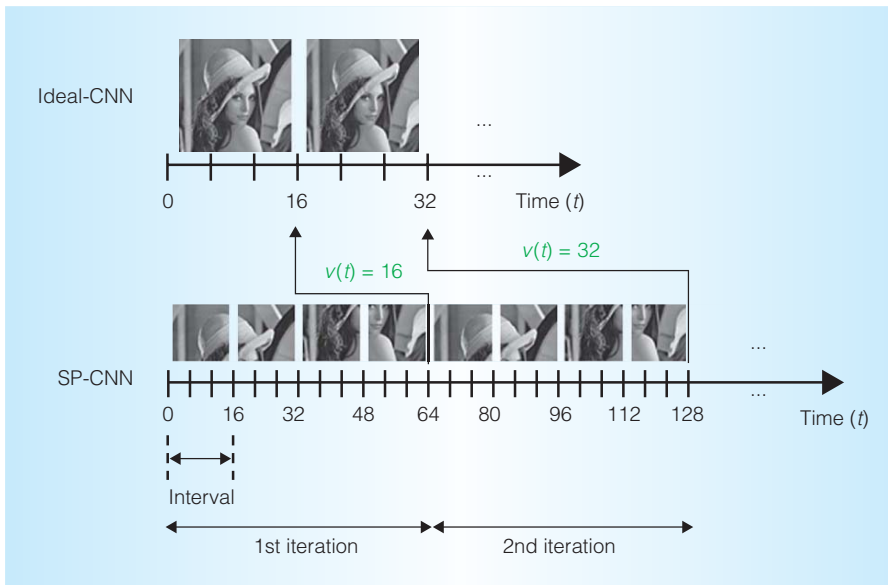 Ideal-CNN
...
...
0 16 32 Time (t)
v(t) = 16
v(t) = 32
SP-CNN
...
...
0 16 32 48 64 80 96 112 128 Time (t)
Interval
1st iteration
2nd iteration